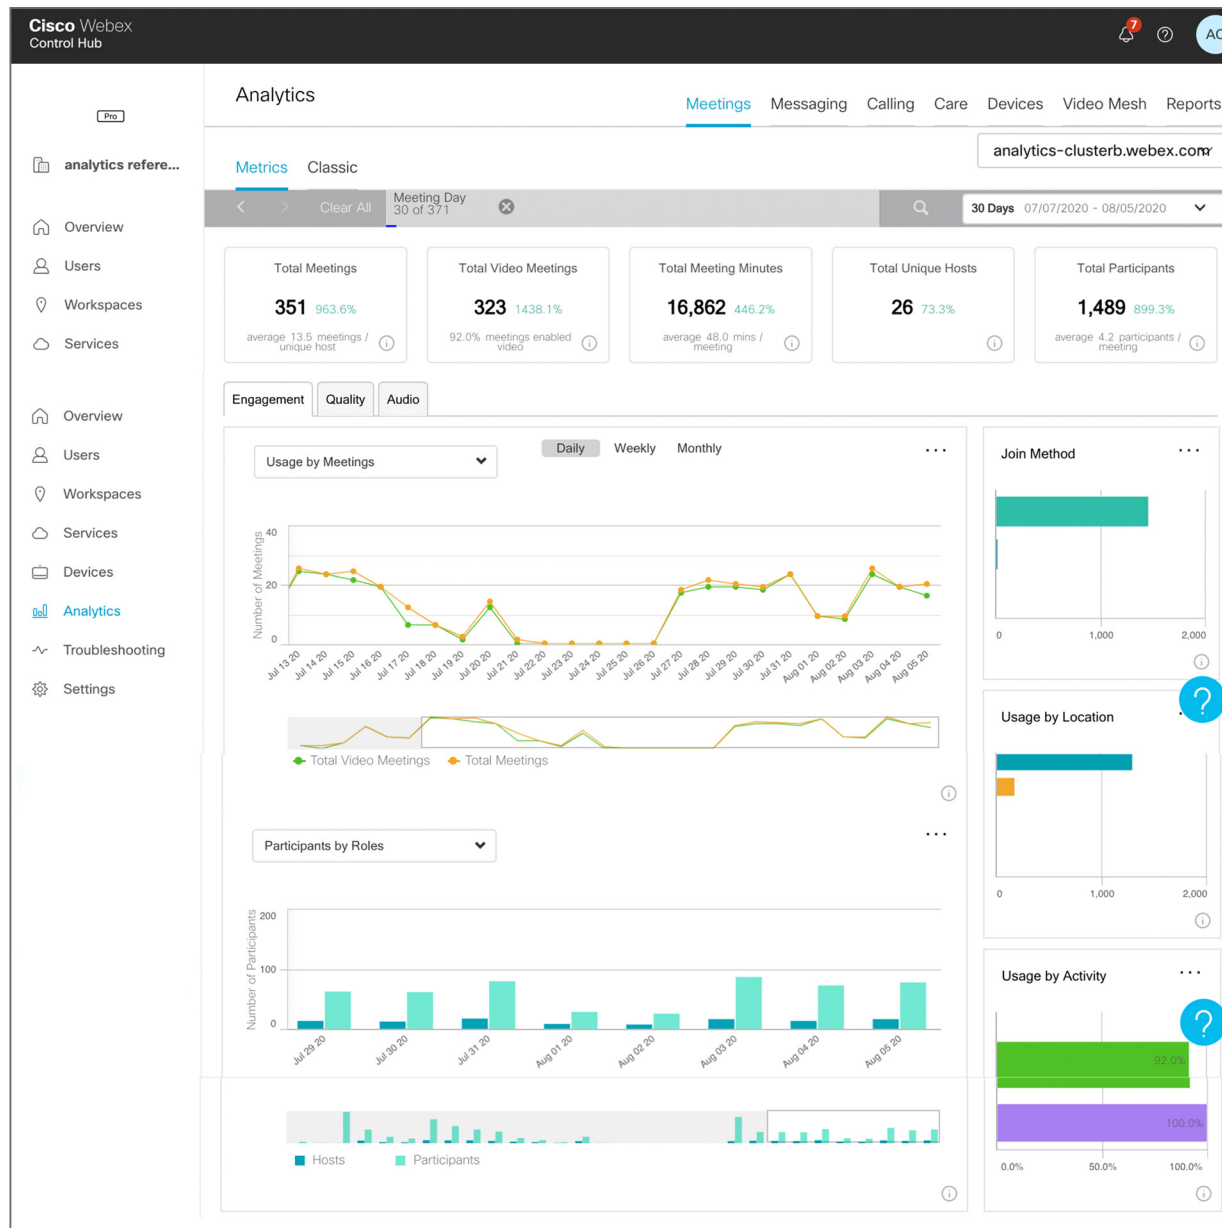 Cisco Webex
Control Hub
7
AC
Pro
analytics refere...
Overview
Users
Workspaces
Services
Overview
Users
Workspaces
Services
Devices
Analytics
Troubleshooting
Settings
Analytics
Meetings Messaging Calling Care Devices Video Mesh Reports
analytics-clusterb.webex.com
Metrics Classic
Clear All
Meeting Day
30 of 371
30 Days 07/07/2020 - 08/05/2020
Total Meetings
351 963.6%
average 13.5 meetings /
unique host
Total Video Meetings
323 1438.1%
92.0% meetings enabled
video
Total Meeting Minutes
16,862 446.2%
average 48.0 mins /
meeting
Total Unique Hosts
26 73.3%
Total Participants
1,489 899.3%
average 4.2 participants /
meeting
Engagement Quality Audio
Usage by Meetings
Daily Weekly Monthly
Number of Meetings
40
20
0
Jul 13 20
Jul 14 20
Jul 15 20
Jul 16 20
Jul 17 20
Jul 18 20
Jul 19 20
Jul 20 20
Jul 21 20
Jul 22 20
Jul 23 20
Jul 24 20
Jul 25 20
Jul 26 20
Jul 27 20
Jul 28 20
Jul 29 20
Jul 30 20
Jul 31 20
Aug 01 20
Aug 02 20
Aug 03 20
Aug 04 20
Aug 05 20
Total Video Meetings Total Meetings
Participants by Roles
Number of Participants
200
100
0
Jul 29 20
Jul 30 20
Jul 31 20
Aug 01 20
Aug 02 20
Aug 03 20
Aug 04 20
Aug 05 20
Hosts Participants
Join Method
0 1,000 2,000
?
Usage by Location
0 1,000 2,000
Usage by Activity
?
92.0%
100.0%
0.0% 50.0% 100.0%